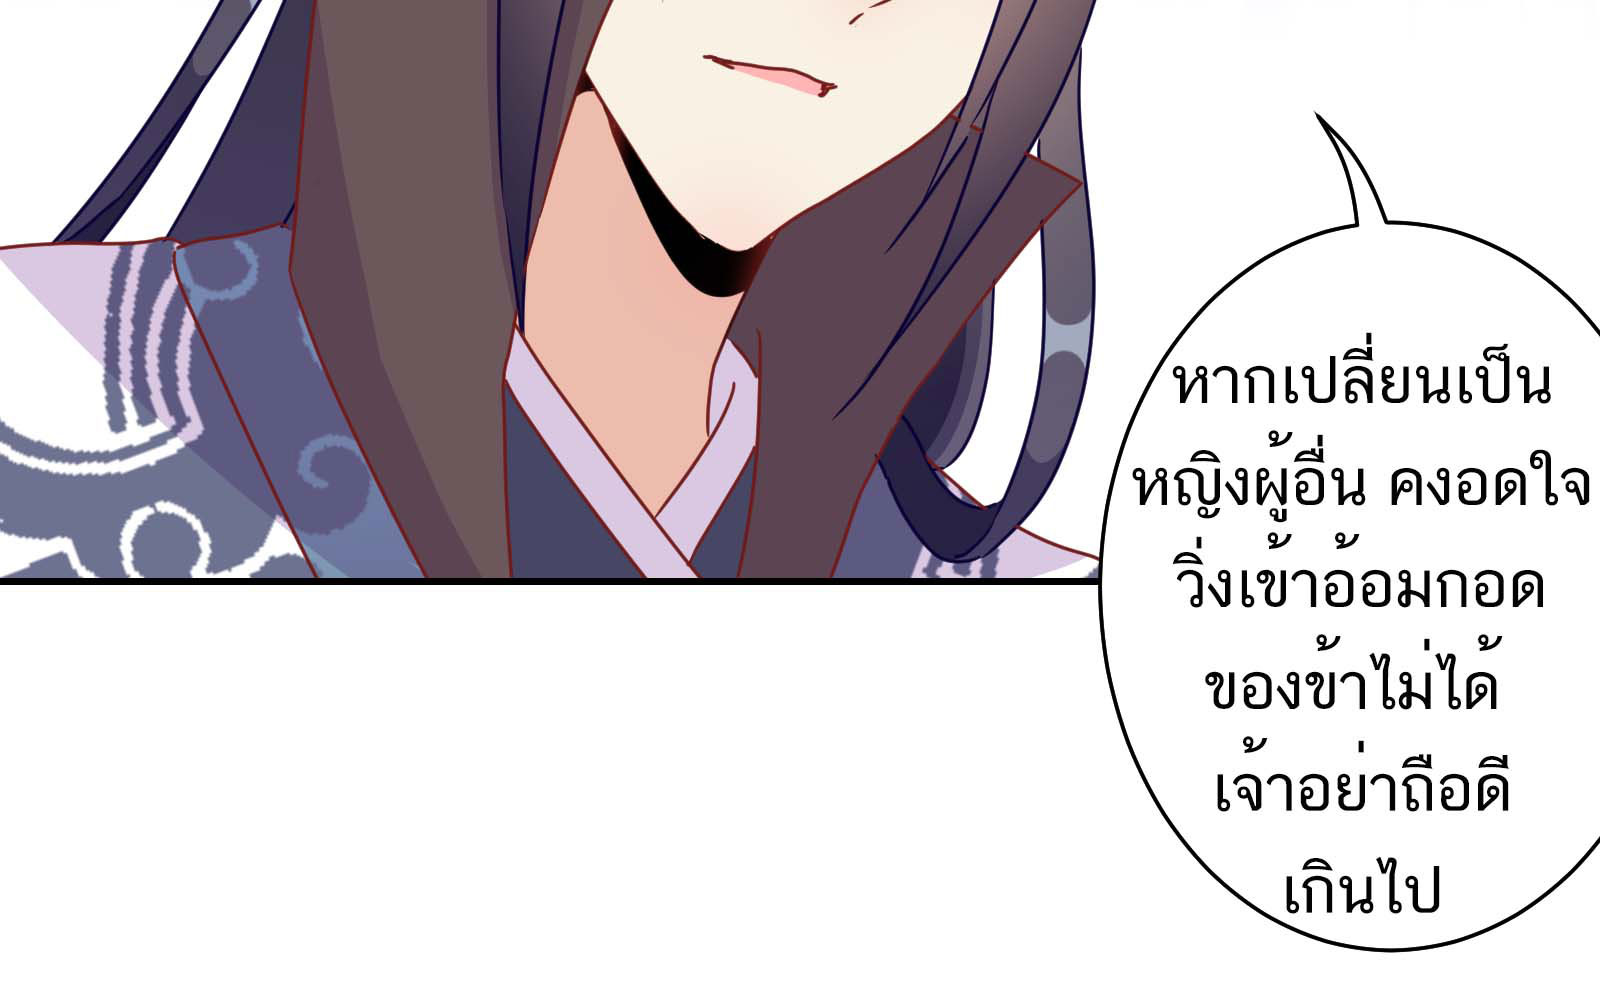 หากเปลี่ยนเป็น
หญิงผู้อื่น คงอดใจ
วิ่งเข้าอ้อมกอด
ของข้าไม่ได้
เจ้าอย่าถือดี
เกินไป